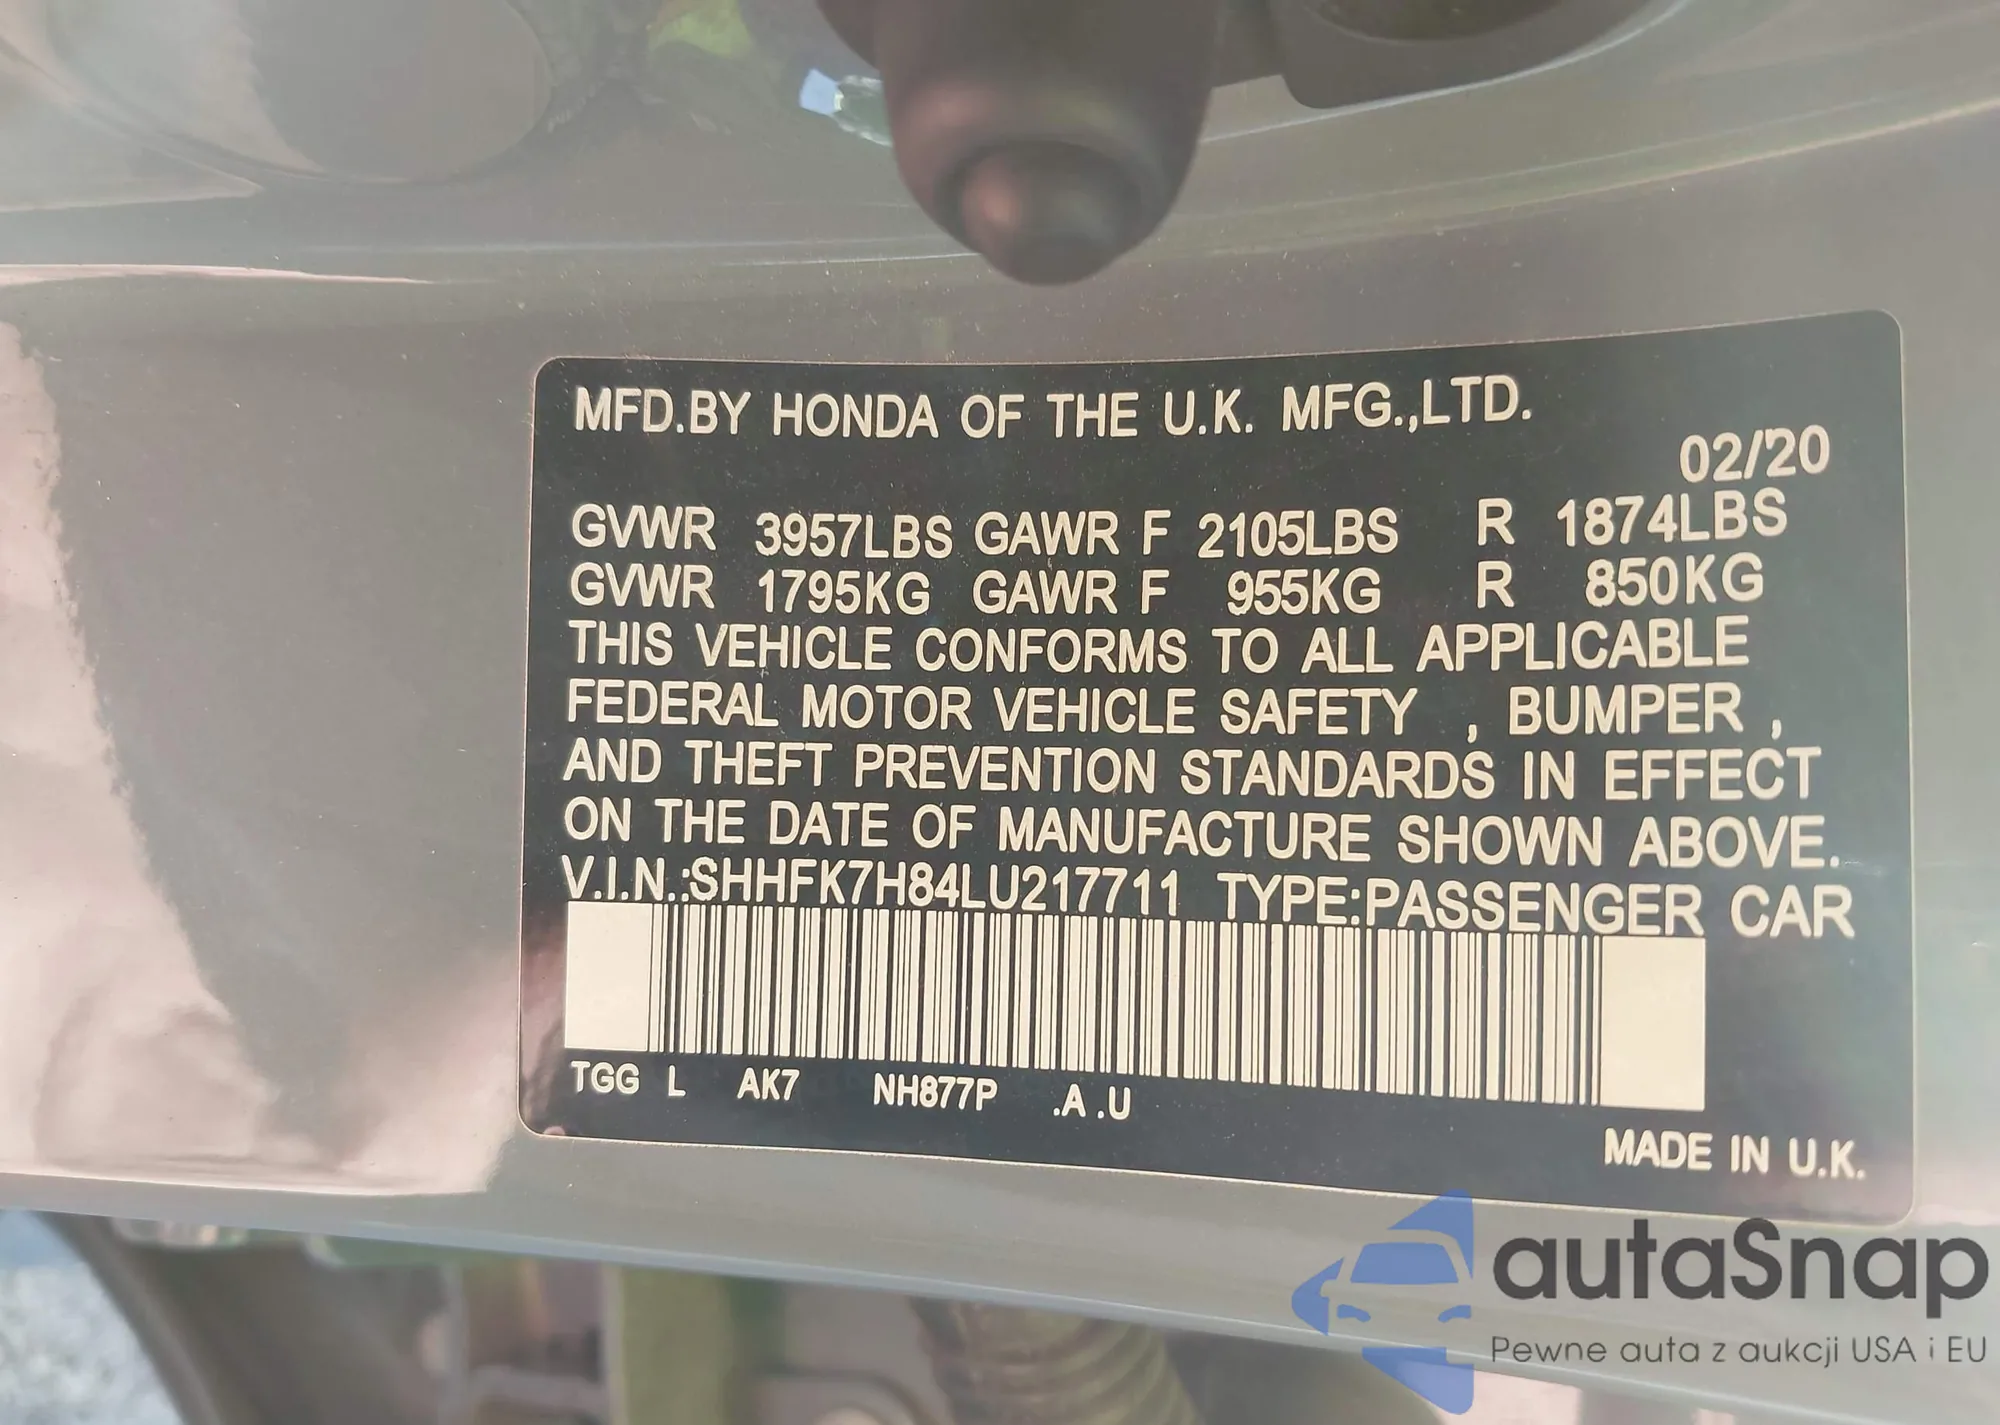 MFD.BY HONDA OF THE U.K. MFG.,LTD.
02/20
GVWR 3957LBS GAWR F 2105LBS R 1874LBS
GVWR 1795KG GAWR F 955KG R 850KG
THIS VEHICLE CONFORMS TO ALL APPLICABLE
FEDERAL MOTOR VEHICLE SAFETY , BUMPER ,
AND THEFT PREVENTION STANDARDS IN EFFECT
ON THE DATE OF MANUFACTURE SHOWN ABOVE.
V.I.N.:SHHFK7H84LU217711 TYPE:PASSENGER CAR
TGG L AK7 NH877P .A .U
MADE IN U.K.
autaSnap
Pewne auta z aukcji USA i EU